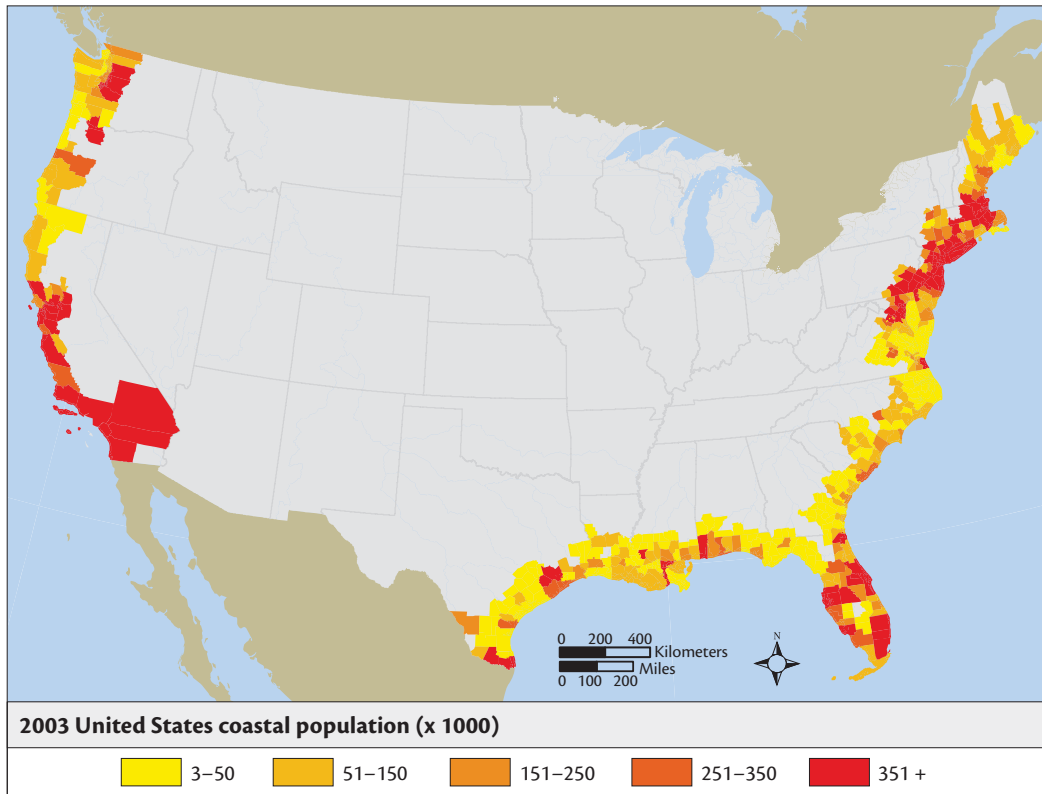 N
0 200 400
Kilometers
Miles
0 100 200
2003 United States coastal population (x 1000)
3–50 51–150 151–250 251–350 351 +